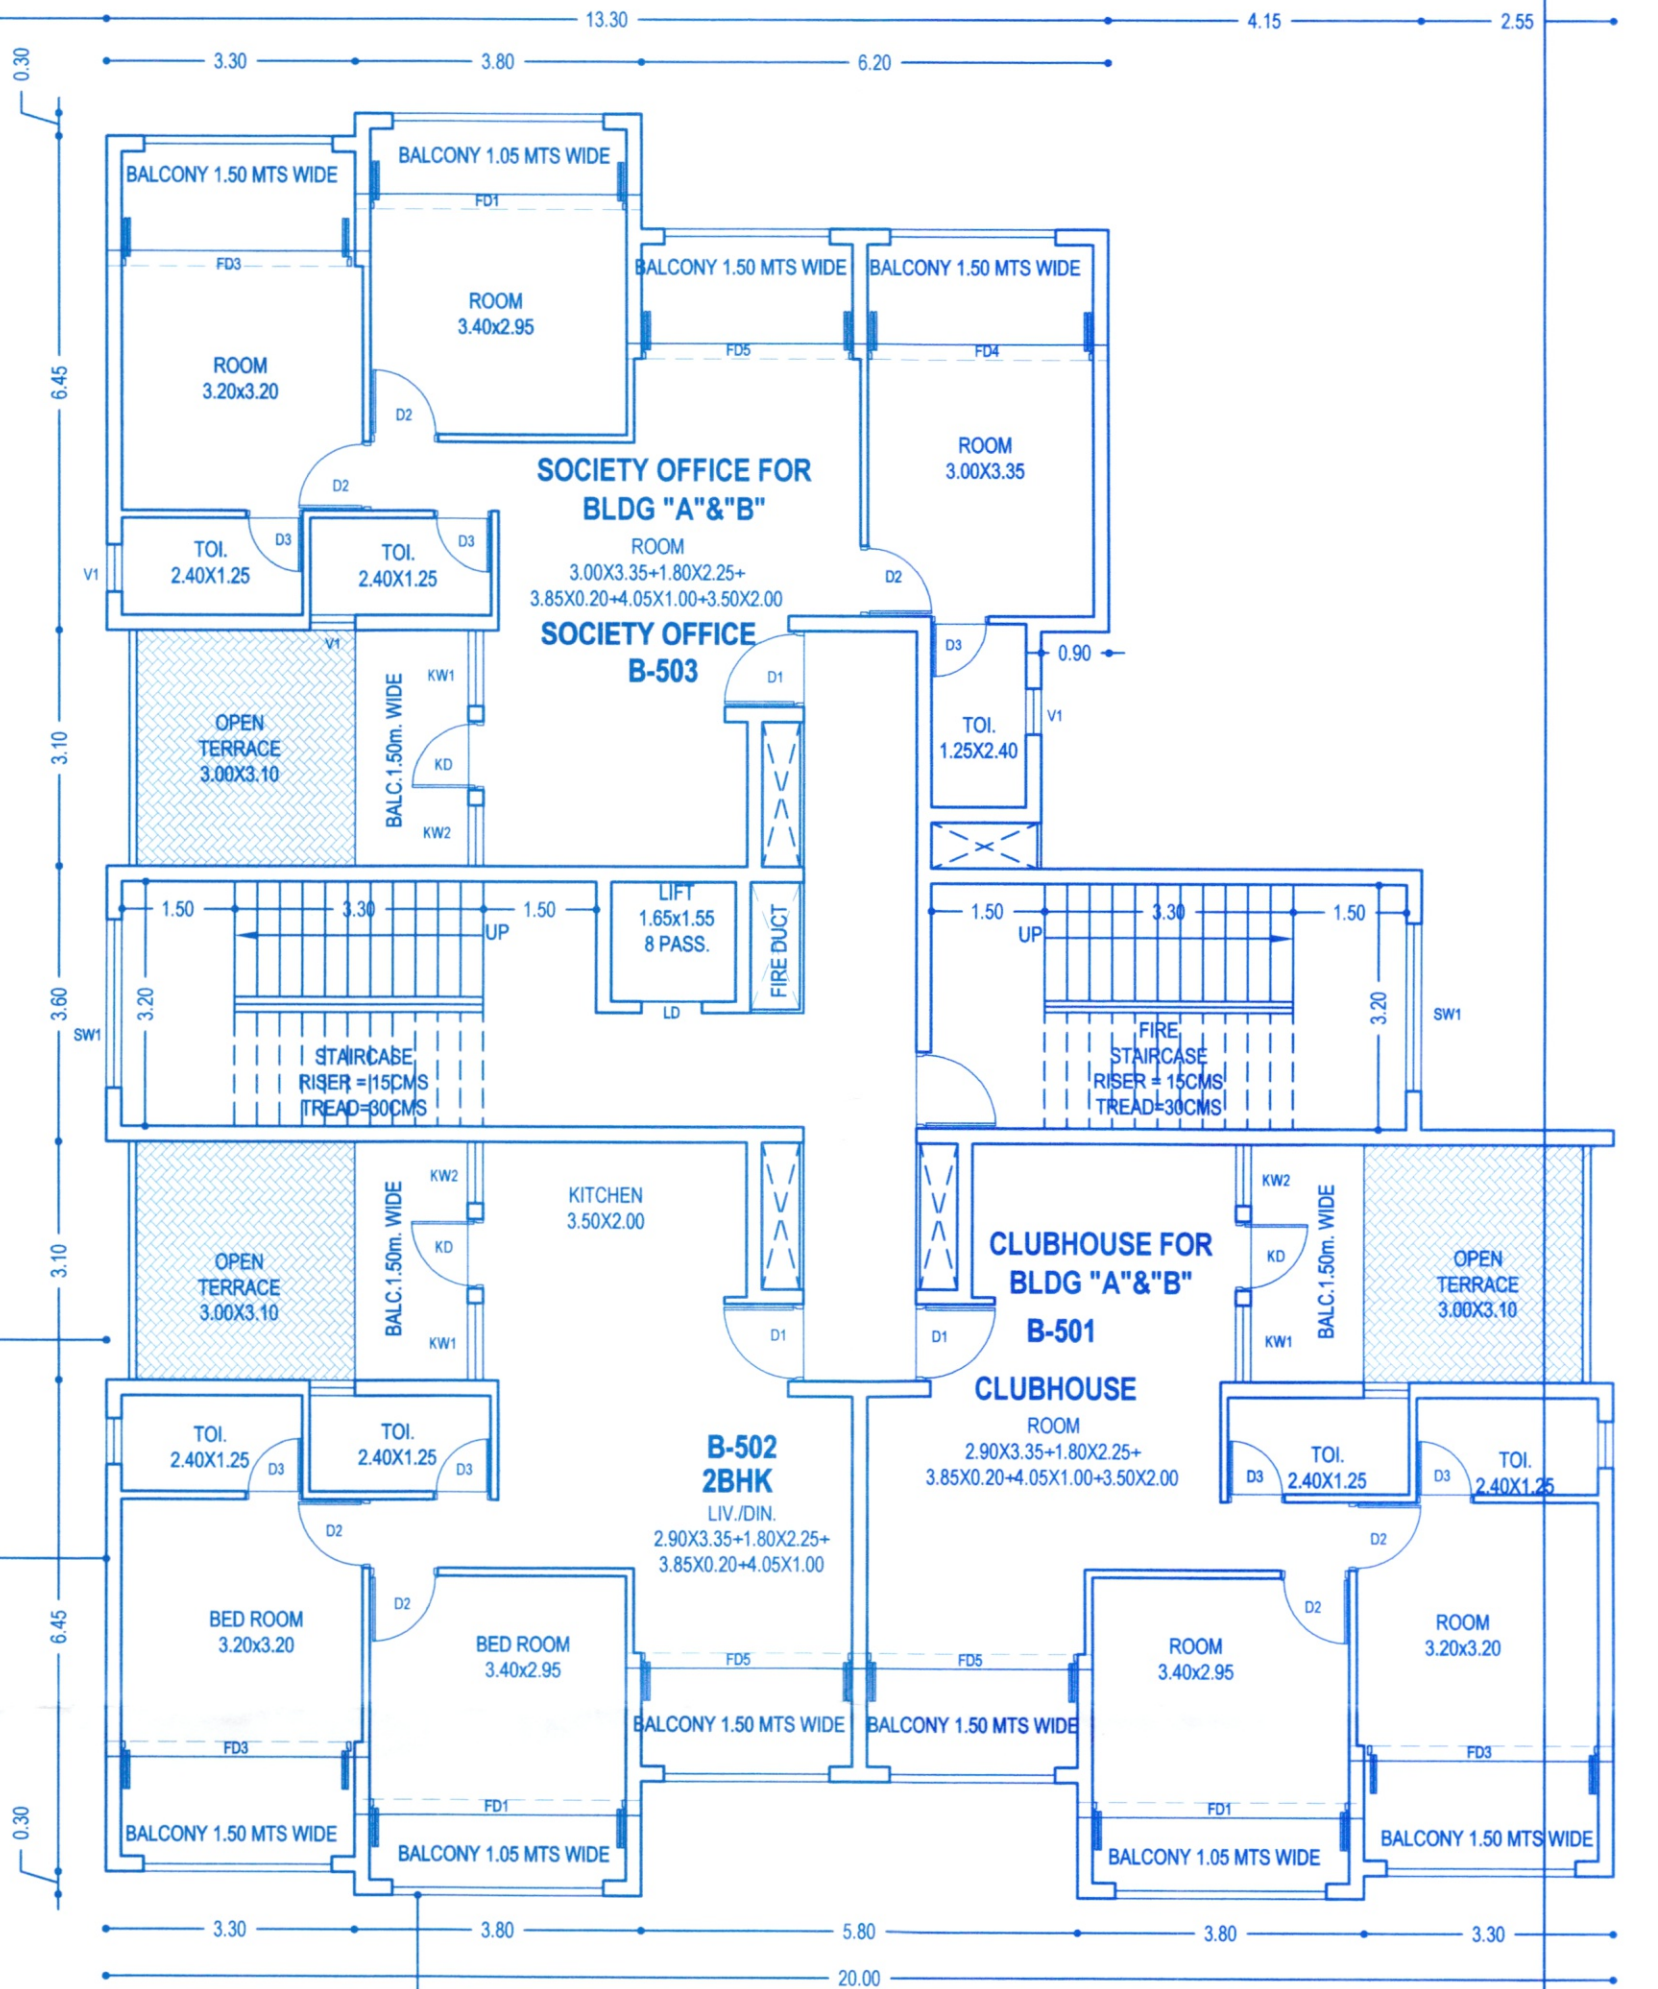 13.30
4.15
2.55
3.30
3.80
6.20
0.30
BALCONY 1.50 MTS WIDE
BALCONY 1.05 MTS WIDE
FD1
FD3
BALCONY 1.50 MTS WIDE
BALCONY 1.50 MTS WIDE
FD5
FD4
ROOM
3.40x2.95
ROOM
3.20x3.20
6.45
D2
D2
ROOM
3.00X3.35
SOCIETY OFFICE FOR
BLDG "A"&"B"
ROOM
3.00X3.35+1.80X2.25+
3.85X0.20+4.05X1.00+3.50X2.00
SOCIETY OFFICE
B-503
D2
TOI.
2.40X1.25
D3
TOI.
2.40X1.25
D3
V1
V1
D3
0.90
D1
KW1
KD
KW2
BALC.1.50m. WIDE
OPEN
TERRACE
3.00X3.10
3.10
TOI.
1.25X2.40
V1
1.50
3.30
1.50
UP
LIFT
1.65x1.55
8 PASS.
LD
FIRE DUCT
1.50
3.30
1.50
UP
3.60
3.20
SW1
STAIRCASE
RISER = 15CMS
TREAD=30CMS
FIRE
STAIRCASE
RISER = 15CMS
TREAD=30CMS
3.20
SW1
3.10
OPEN
TERRACE
3.00X3.10
BALC.1.50m. WIDE
KW2
KD
KW1
KITCHEN
3.50X2.00
D1
D1
CLUBHOUSE FOR
BLDG "A"&"B"
B-501
CLUBHOUSE
ROOM
2.90X3.35+1.80X2.25+
3.85X0.20+4.05X1.00+3.50X2.00
KW2
KD
KW1
BALC.1.50m. WIDE
OPEN
TERRACE
3.00X3.10
TOI.
2.40X1.25
D3
TOI.
2.40X1.25
D3
B-502
2BHK
LIV./DIN.
2.90X3.35+1.80X2.25+
3.85X0.20+4.05X1.00
D3
TOI.
2.40X1.25
D3
TOI.
2.40X1.25
D2
D2
D2
D2
6.45
BED ROOM
3.20x3.20
BED ROOM
3.40x2.95
ROOM
3.40x2.95
ROOM
3.20x3.20
FD5
FD5
BALCONY 1.50 MTS WIDE
BALCONY 1.50 MTS WIDE
FD3
FD1
FD1
FD3
0.30
BALCONY 1.50 MTS WIDE
BALCONY 1.05 MTS WIDE
BALCONY 1.05 MTS WIDE
BALCONY 1.50 MTS WIDE
3.30
3.80
5.80
3.80
3.30
20.00